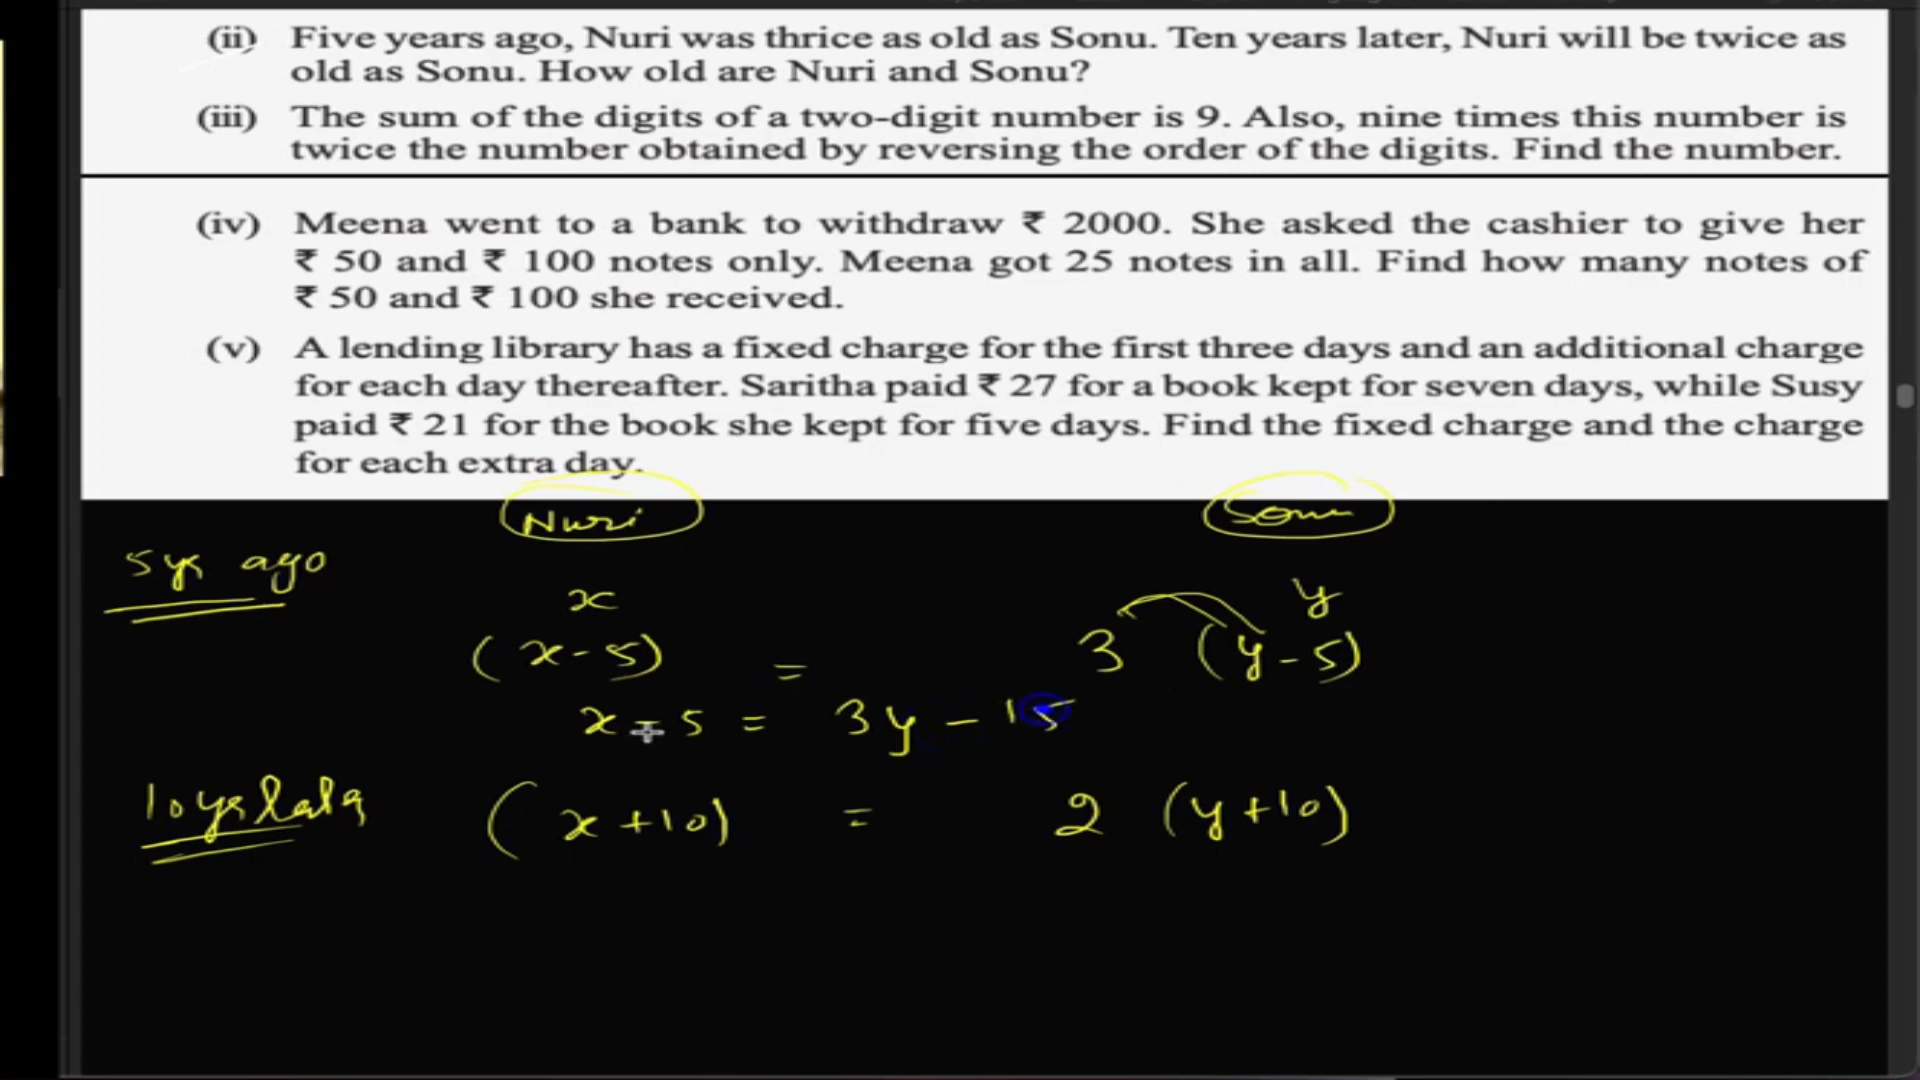 (ii) Five years ago, Nuri was thrice as old as Sonu. Ten years later, Nuri will be twice as
old as Sonu. How old are Nuri and Sonu?
(iii) The sum of the digits of a two-digit number is 9. Also, nine times this number is
twice the number obtained by reversing the order of the digits. Find the number.
(iv) Meena went to a bank to withdraw ₹ 2000. She asked the cashier to give her
₹ 50 and ₹ 100 notes only. Meena got 25 notes in all. Find how many notes of
₹ 50 and ₹ 100 she received.
(v) A lending library has a fixed charge for the first three days and an additional charge
for each day thereafter. Saritha paid ₹ 27 for a book kept for seven days, while Susy
paid ₹ 21 for the book she kept for five days. Find the fixed charge and the charge
for each extra day.
Nuri Sonu
5 yrs ago
x y
(x - 5) = 3 (y - 5)
x - 5 = 3y - 15
10 yrs (x + 10) = 2 (y + 10)